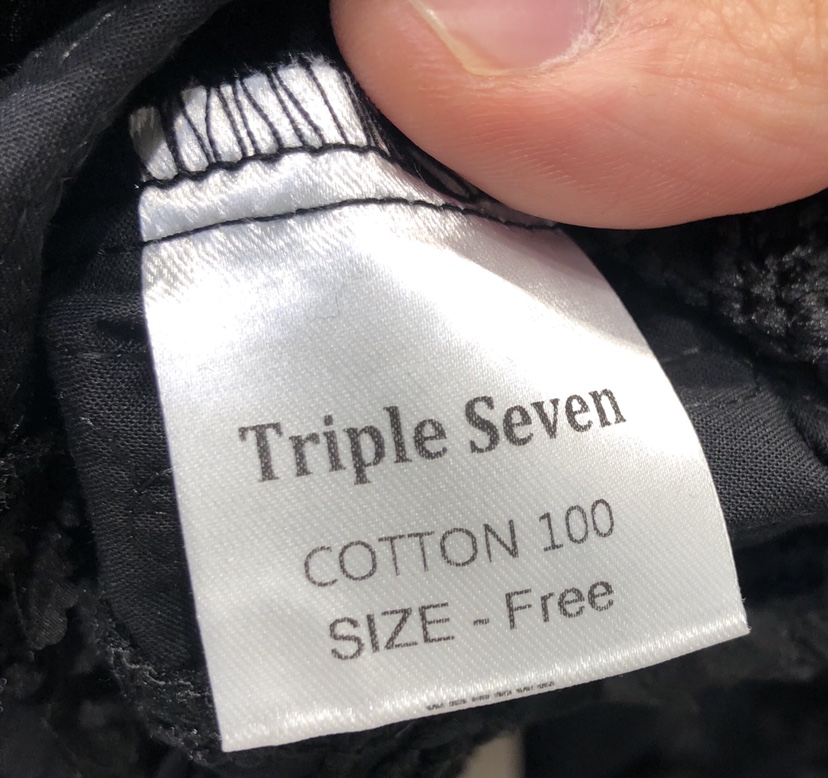 Triple Seven
COTTON 100
SIZE - Free